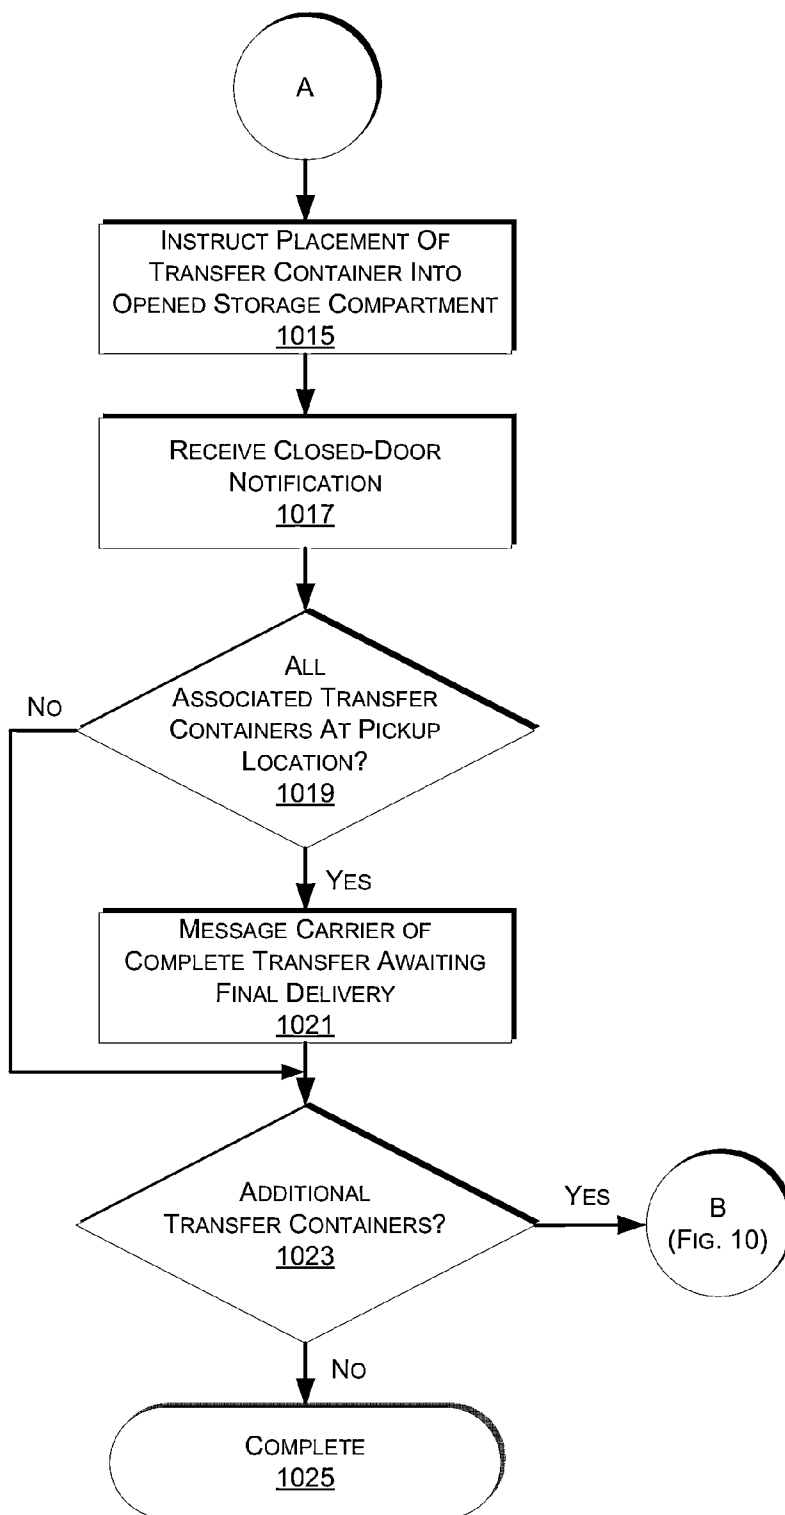 A
INSTRUCT PLACEMENT OF
TRANSFER CONTAINER INTO
OPENED STORAGE COMPARTMENT
1015
RECEIVE CLOSED-DOOR
NOTIFICATION
1017
ALL
ASSOCIATED TRANSFER
CONTAINERS AT PICKUP
LOCATION?
1019
NO
YES
MESSAGE CARRIER OF
COMPLETE TRANSFER AWAITING
FINAL DELIVERY
1021
ADDITIONAL
TRANSFER CONTAINERS?
1023
YES
B
(FIG. 10)
NO
COMPLETE
1025